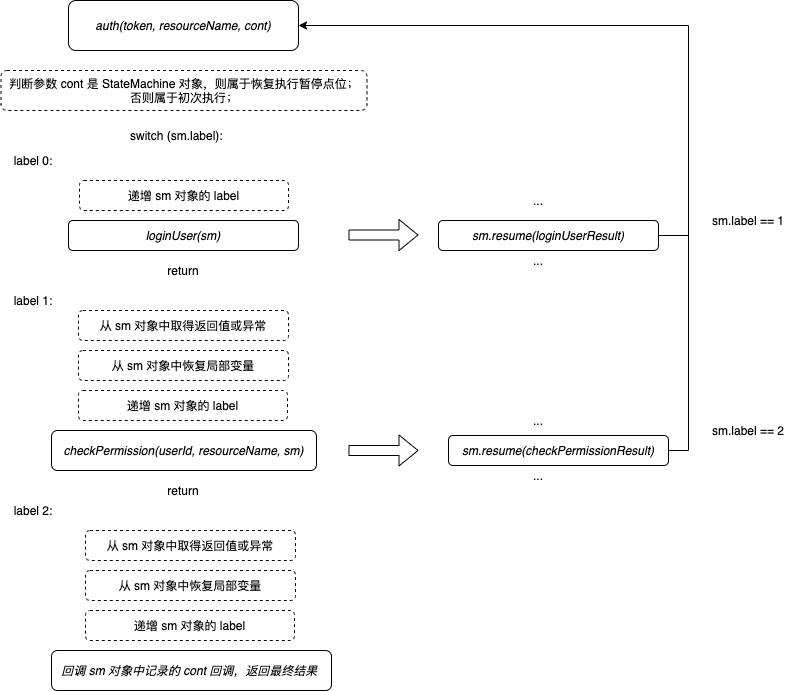 auth(token, resourceName, cont)
判断参数 cont 是 StateMachine 对象，则属于恢复执行暂停点位；
否则属于初次执行；
switch (sm.label):
label 0:
递增 sm 对象的 label
...
sm.label == 1
loginUser(sm)
sm.resume(loginUserResult)
...
return
label 1:
从 sm 对象中取得返回值或异常
从 sm 对象中恢复局部变量
递增 sm 对象的 label
...
sm.label == 2
checkPermission(userId, resourceName, sm)
sm.resume(checkPermissionResult)
...
return
label 2:
从 sm 对象中取得返回值或异常
从 sm 对象中恢复局部变量
递增 sm 对象的 label
回调 sm 对象中记录的 cont 回调，返回最终结果